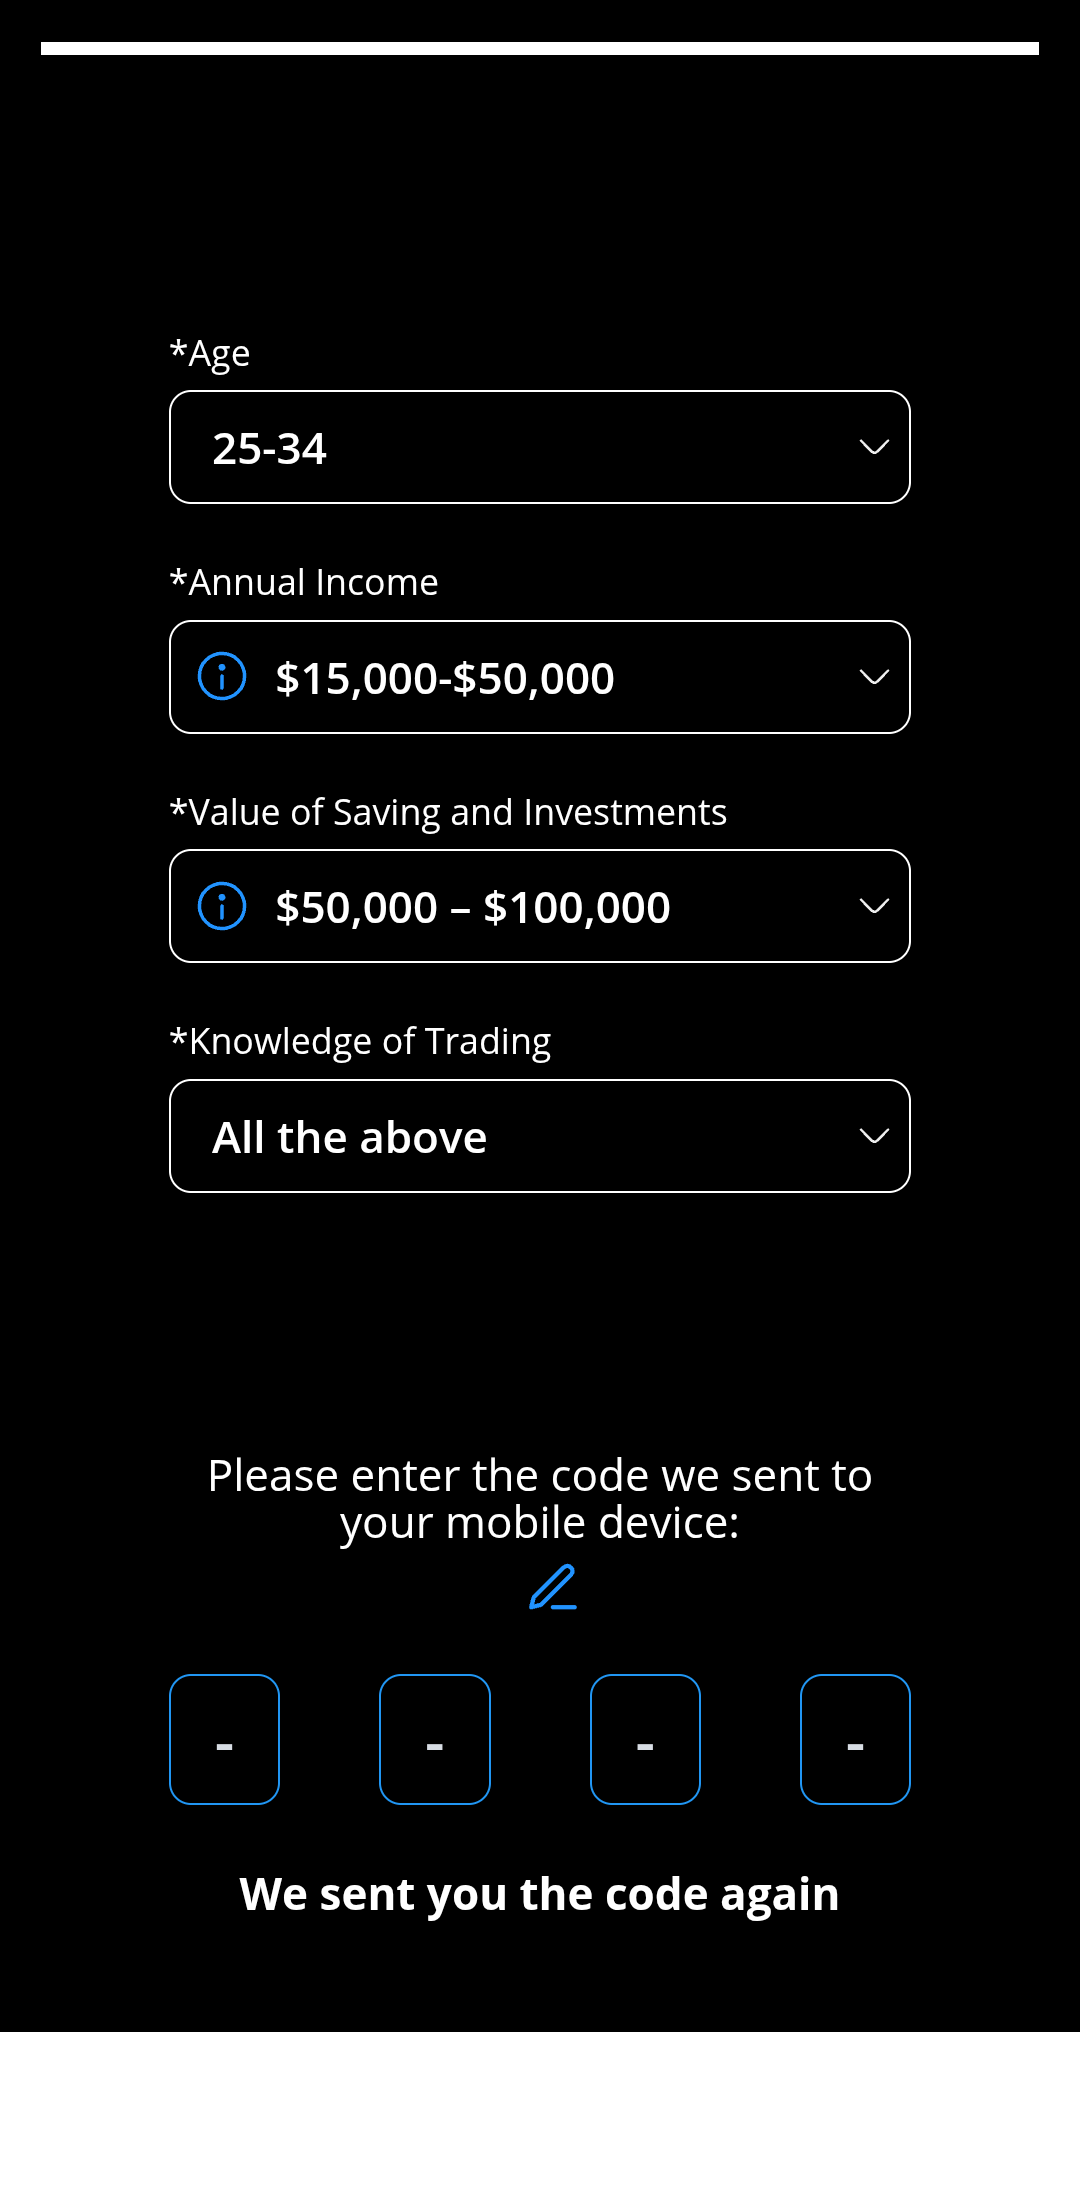 *Age
25-34
*Annual Income
$15,000-$50,000
*Value of Saving and Investments
$50,000 – $100,000
*Knowledge of Trading
All the above
Please enter the code we sent to
your mobile device:
- - - -
We sent you the code again